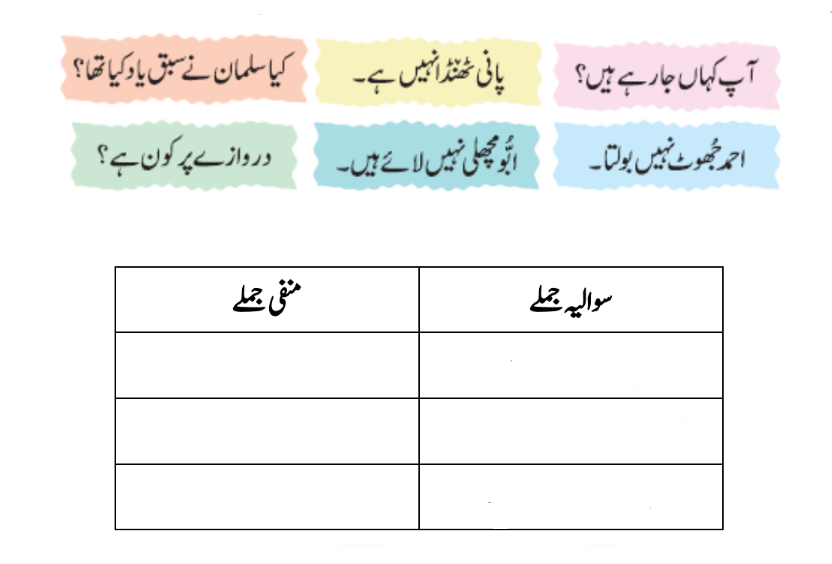 آپ کہاں جا رہے ہیں؟ پانی ٹھنڈا نہیں ہے۔ کیا سلمان نے سبق یاد کیا تھا؟
احمد جُھوٹ نہیں بولتا۔ ابُّو مچھلی نہیں لائے ہیں۔ دروازے پر کون ہے؟
سوالیہ جملے منفی جملے